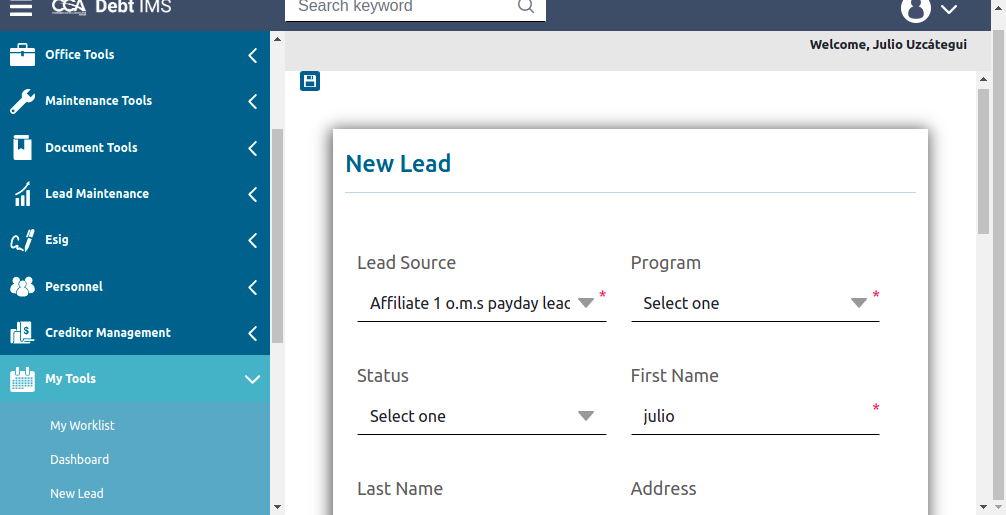 CCA Debt IMS
Search keyword
Welcome, Julio Uzcátegui
Office Tools
Maintenance Tools
Document Tools
Lead Maintenance
Esig
Personnel
Creditor Management
My Tools
My Worklist
Dashboard
New Lead
New Lead
Lead Source
Program
Affiliate 1 o.m.s payday leac
*
Select one
*
Status
First Name
Select one
julio
*
Last Name
Address